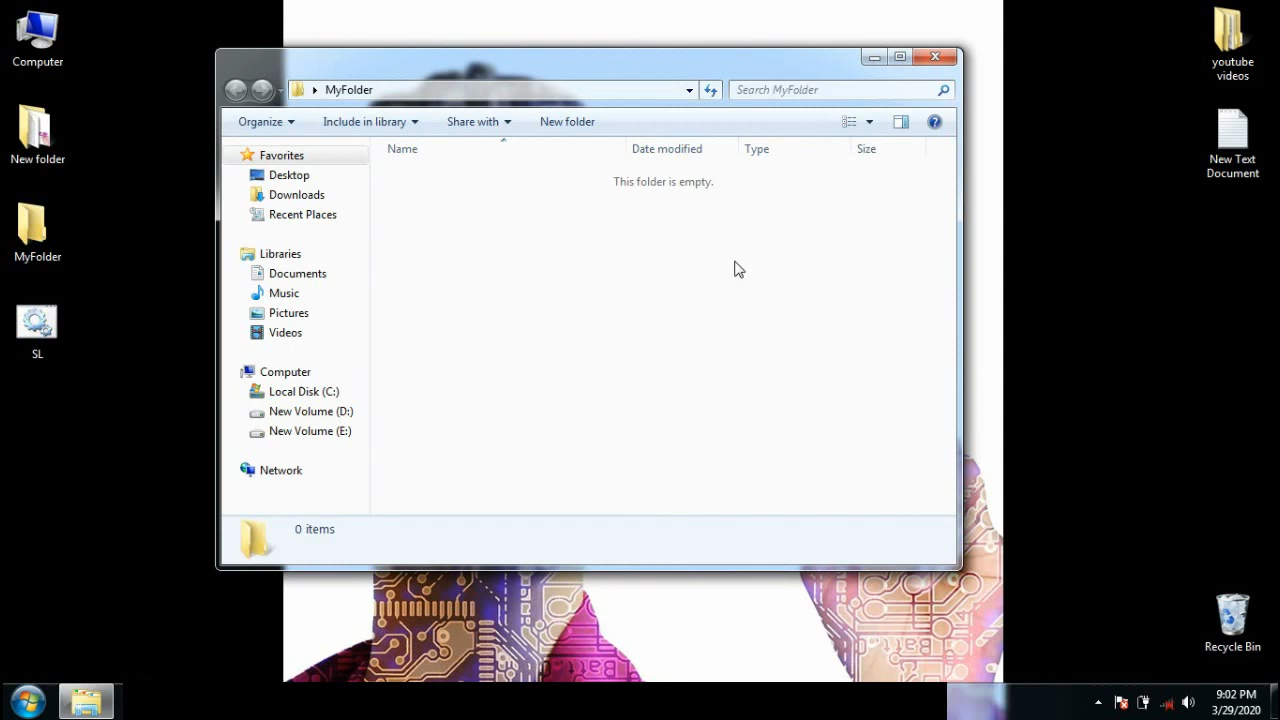 Computer
New folder
MyFolder
SL
MyFolder
Search MyFolder
Organize
Include in library
Share with
New folder
Name
Date modified
Type
Size
This folder is empty.
Favorites
Desktop
Downloads
Recent Places
Libraries
Documents
Music
Pictures
Videos
Computer
Local Disk (C:)
New Volume (D:)
New Volume (E:)
Network
0 items
youtube
videos
New Text
Document
Recycle Bin
9:02 PM
3/29/2020